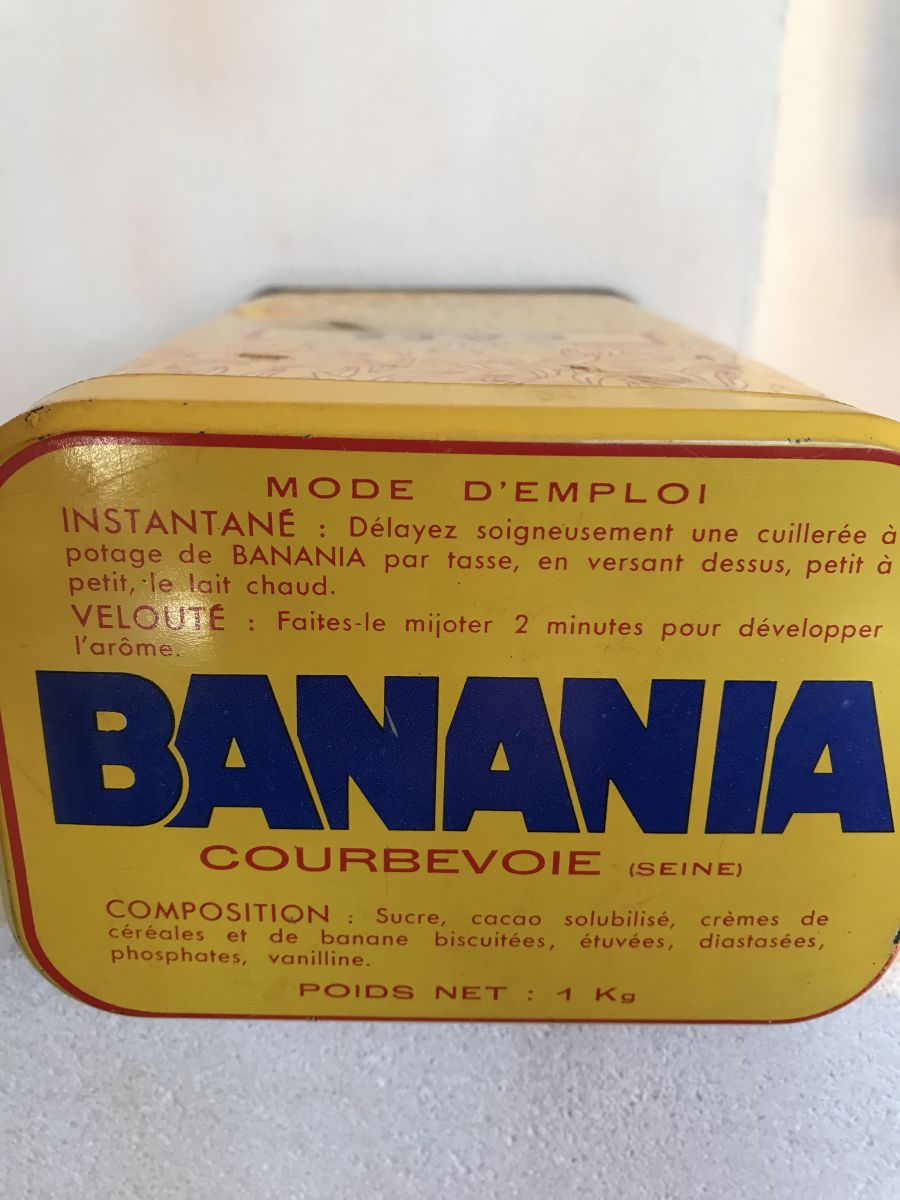 MODE D'EMPLOI
INSTANTANÉ : Délayez soigneusement une cuillerée à
potage de BANANIA par tasse, en versant dessus, petit à
petit, le lait chaud.
VELOUTÉ : Faites-le mijoter 2 minutes pour développer
l'arôme.
BANANIA
COURBEVOIE (SEINE)
COMPOSITION : Sucre, cacao solubilisé, crèmes de
céréales et de banane biscuitées, étuvées, diastasées,
phosphates, vanilline.
POIDS NET : 1 Kg